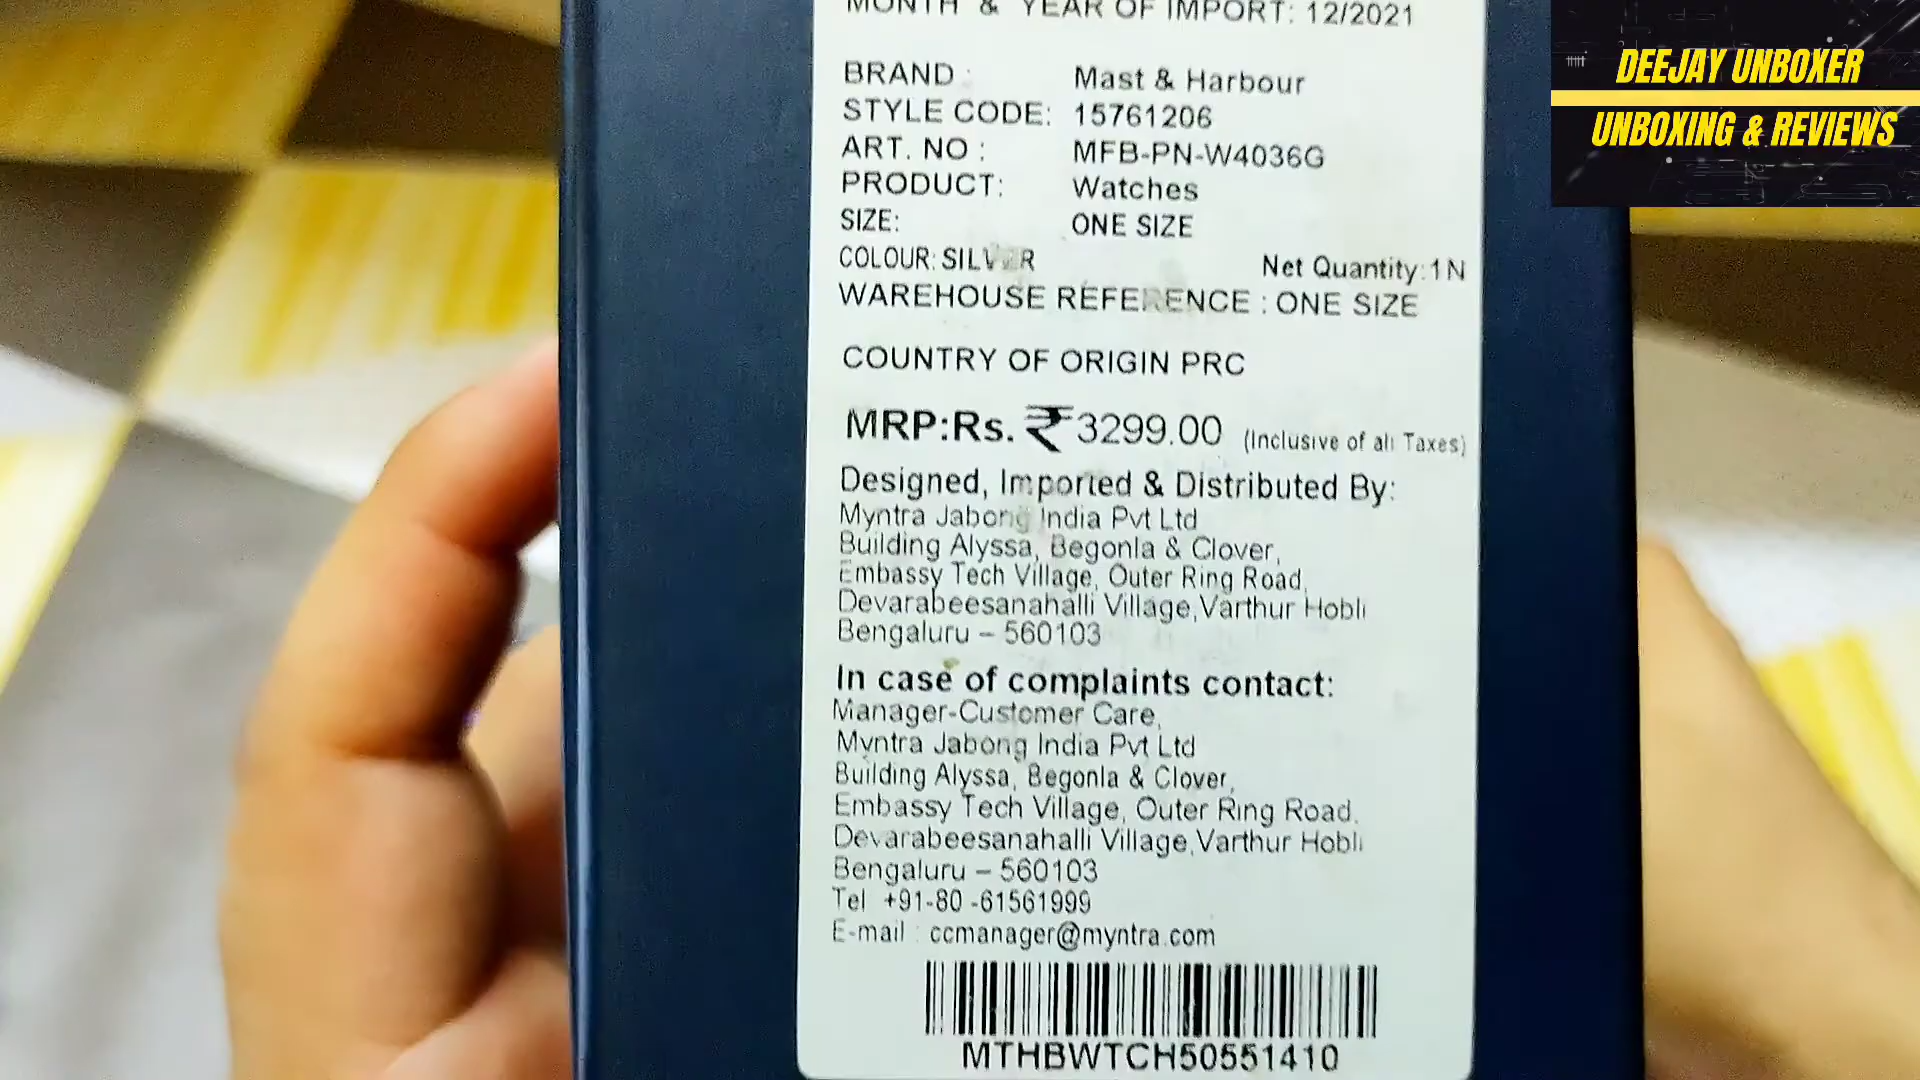 MONTH & YEAR OF IMPORT: 12/2021
DEEJAY UNBOXER
UNBOXING & REVIEWS
BRAND : Mast & Harbour
STYLE CODE: 15761206
ART. NO : MFB-PN-W4036G
PRODUCT: Watches
SIZE: ONE SIZE
COLOUR: SILVER Net Quantity:1N
WAREHOUSE REFERENCE : ONE SIZE
COUNTRY OF ORIGIN PRC
MRP:Rs. ₹3299.00 (Inclusive of all Taxes)
Designed, Imported & Distributed By:
Myntra Jabong India Pvt Ltd
Building Alyssa, Begonla & Clover,
Embassy Tech Village, Outer Ring Road,
Devarabeesanahalli Village,Varthur Hobli
Bengaluru – 560103
In case of complaints contact:
Manager-Customer Care,
Myntra Jabong India Pvt Ltd
Building Alyssa, Begonla & Clover,
Embassy Tech Village, Outer Ring Road.
Devarabeesanahalli Village,Varthur Hobli
Bengaluru – 560103
Tel +91-80 -61561999
E-mail : ccmanager@myntra.com
MTHBWTCH50551410